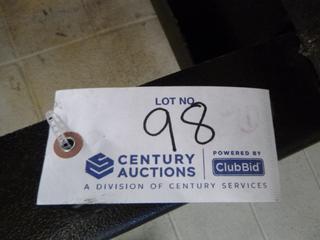 LOT NO.
98
CENTURY AUCTIONS
POWERED BY
ClubBid
A DIVISION OF CENTURY SERVICES